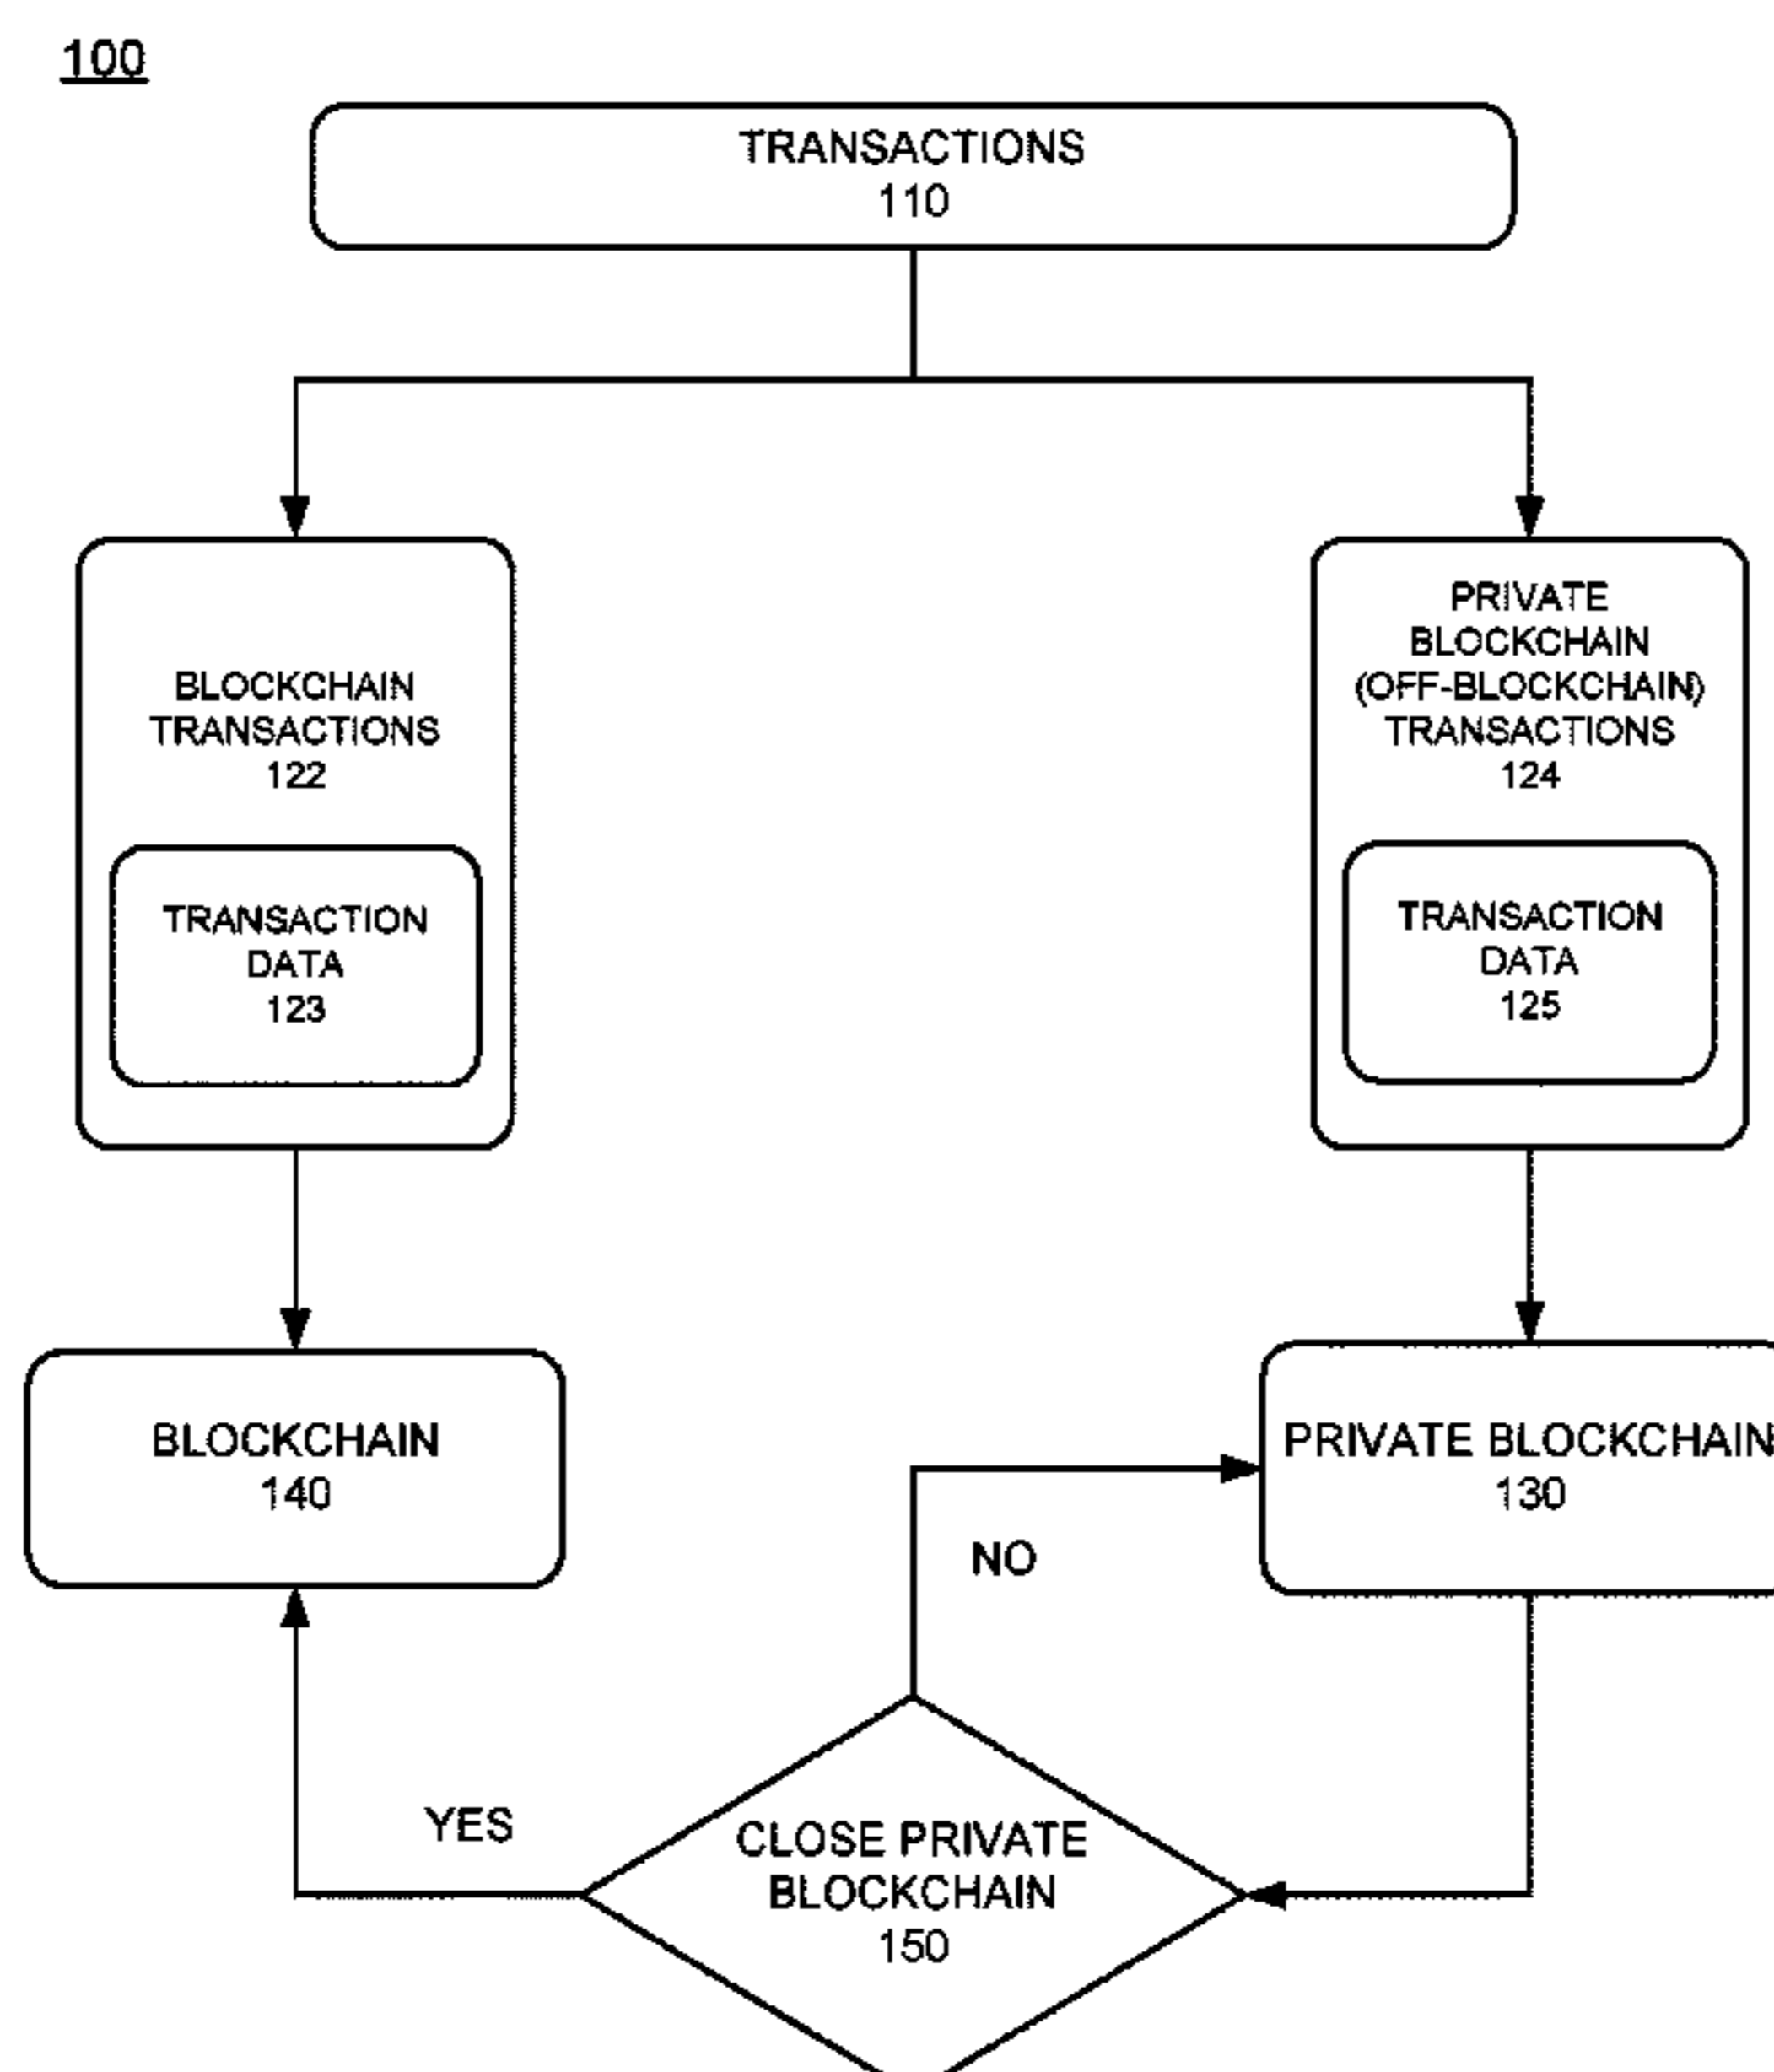 100
TRANSACTIONS
110
BLOCKCHAIN
TRANSACTIONS
122
TRANSACTION
DATA
123
PRIVATE
BLOCKCHAIN
(OFF-BLOCKCHAIN)
TRANSACTIONS
124
TRANSACTION
DATA
125
BLOCKCHAIN
140
PRIVATE BLOCKCHAIN
130
NO
YES
CLOSE PRIVATE
BLOCKCHAIN
150